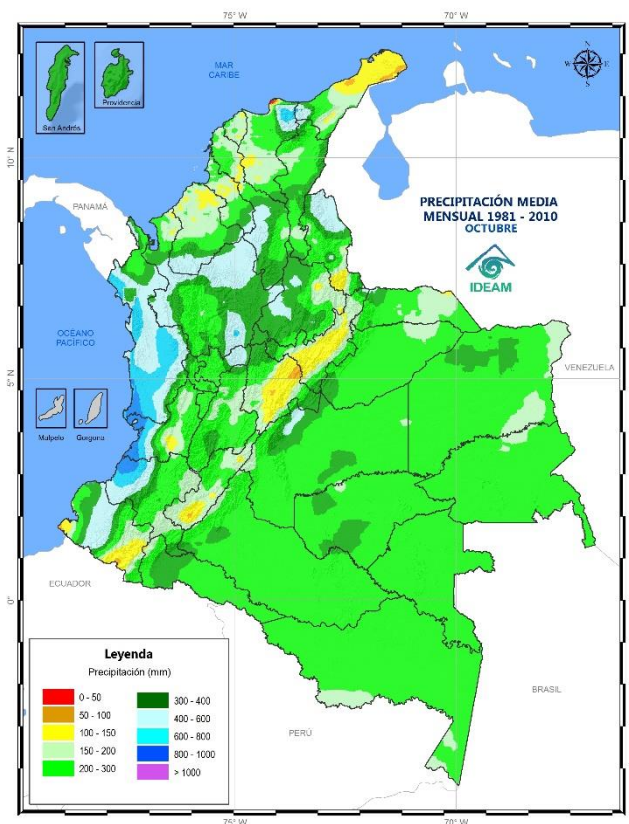 75° W
70° W
MAR
CARIBE
N
W
E
S
San Andrés
Providencia
10° N
PANAMÁ
PRECIPITACIÓN MEDIA
MENSUAL 1981 - 2010
OCTUBRE
IDEAM
OCÉANO
PACÍFICO
VENEZUELA
5° N
Malpelo
Gorgona
ECUADOR
0°
Leyenda
Precipitación (mm)
0 - 50
50 - 100
100 - 150
150 - 200
200 - 300
300 - 400
400 - 600
600 - 800
800 - 1000
> 1000
BRASIL
PERÚ
75° W
70° W